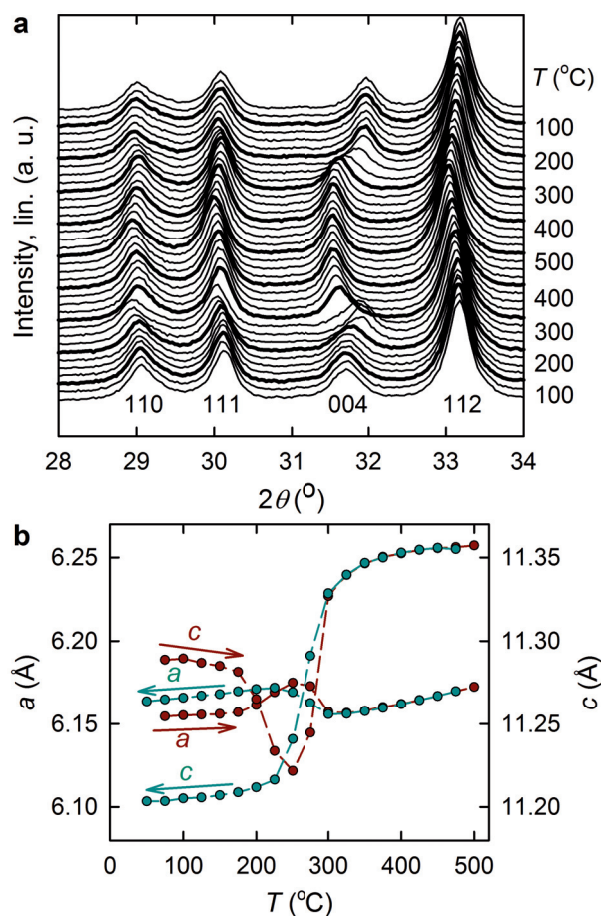 a
Intensity, lin. (a. u.)
T (°C)
100
200
300
400
500
400
300
200
100
110 111 004 112
28 29 30 31 32 33 34
2θ (°)
b
6.25
6.20
6.15
6.10
a (Å)
c
a
a
c
11.35
11.30
11.25
11.20
c (Å)
0 100 200 300 400 500
T (°C)